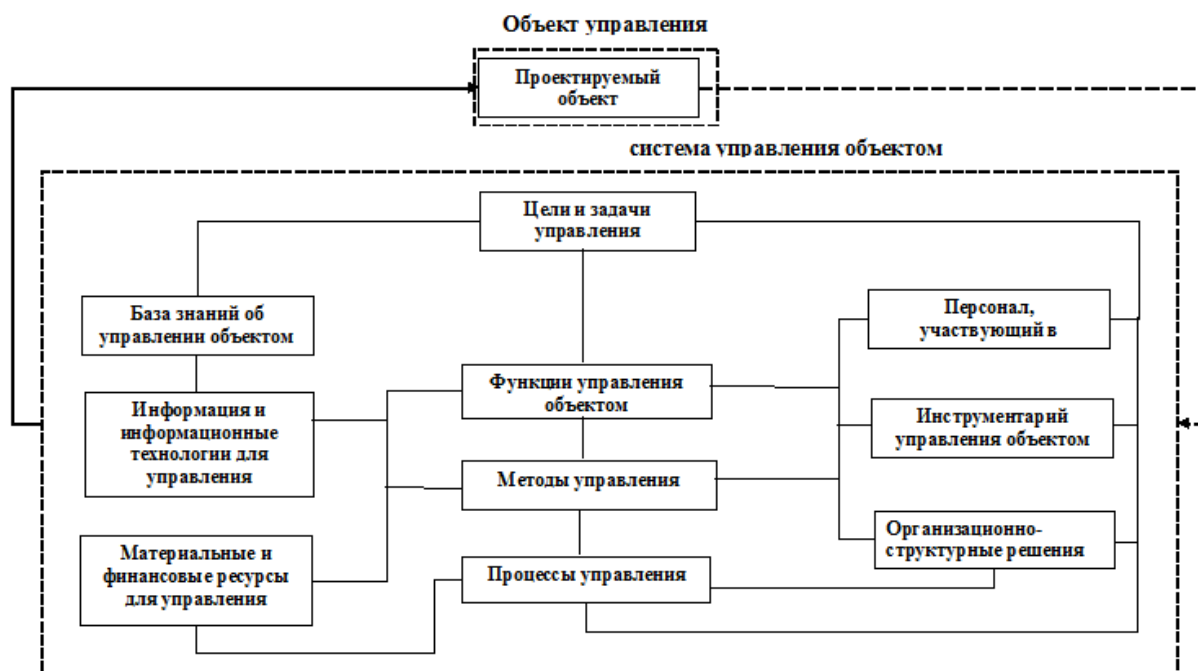 Объект управления
Проектируемый
объект
система управления объектом
Цели и задачи
управления
База знаний об
управлении объектом
Персонал,
участвующий в
Функции управления
объектом
Информация и
информационные
технологии для
управления
Инструментарий
управления объектом
Методы управления
Организационно-
структурные решения
Материальные и
финансовые ресурсы
для управления
Процессы управления